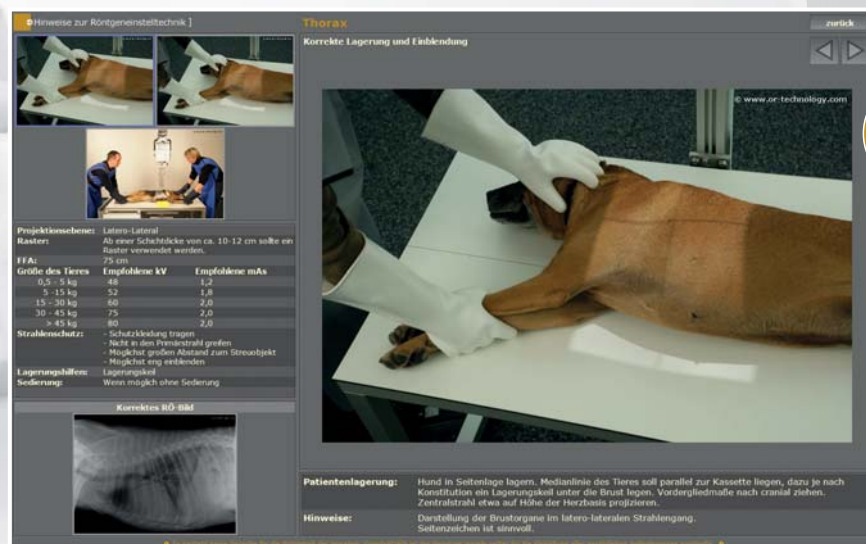 Hinweise zur Röntgeneinstelltechnik ]
Thorax
zurück
Korrekte Lagerung und Einblendung
© www.or-technology.com
Projektionsebene: Latero-Lateral
Raster: Ab einer Schichtdicke von ca. 10-12 cm sollte ein
Raster verwendet werden.
FFA: 75 cm
Größe des Tieres Empfohlene kV Empfohlene mAs
0,5 - 5 kg 48 1,2
5 -15 kg 52 1,8
15 - 30 kg 60 2,0
30 - 45 kg 75 2,0
> 45 kg 80 2,0
Strahlenschutz: - Schutzkleidung tragen
- Nicht in den Primärstrahl greifen
- Möglichst großen Abstand zum Streuobjekt
- Möglichst eng einblenden
Lagerungshilfen: Lagerungskeil
Sedierung: Wenn möglich ohne Sedierung
Korrektes RÖ-Bild
Patientenlagerung: Hund in Seitenlage lagern. Medianlinie des Tieres soll parallel zur Kassette liegen, dazu je nach
Konstitution ein Lagerungskeil unter die Brust legen. Vordergliedmaße nach cranial ziehen.
Zentralstrahl etwa auf Höhe der Herzbasis projizieren.
Hinweise: Darstellung der Brustorgane im latero-lateralen Strahlengang.
Seitenzeichen ist sinnvoll.